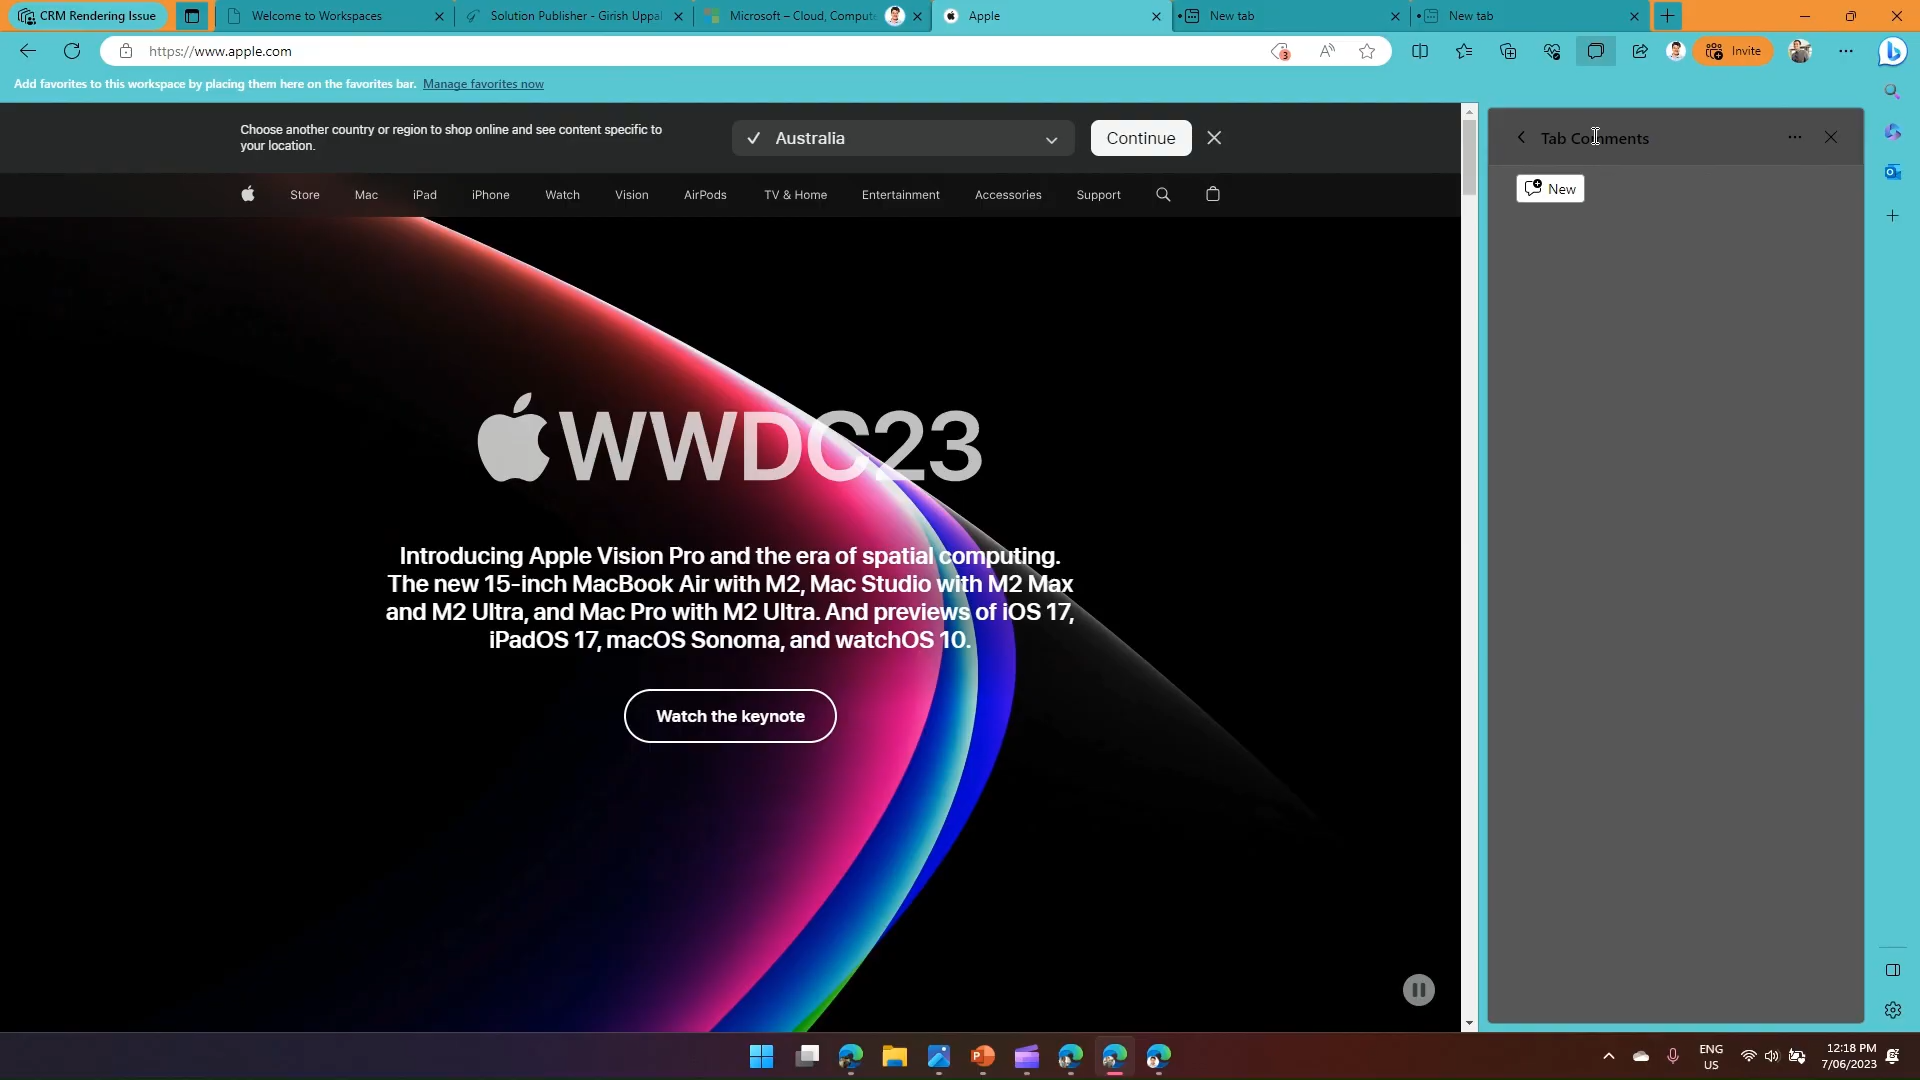 CRM Rendering Issue
Welcome to Workspaces
Solution Publisher - Girish Uppal
Microsoft – Cloud, Compute
Apple
New tab
New tab
https://www.apple.com
3
Invite
Add favorites to this workspace by placing them here on the favorites bar. Manage favorites now
Choose another country or region to shop online and see content specific to
your location.
Australia
Continue
Store Mac iPad iPhone Watch Vision AirPods TV & Home Entertainment Accessories Support
WWDC23
Introducing Apple Vision Pro and the era of spatial computing.
The new 15-inch MacBook Air with M2, Mac Studio with M2 Max
and M2 Ultra, and Mac Pro with M2 Ultra. And previews of iOS 17,
iPadOS 17, macOS Sonoma, and watchOS 10.
Watch the keynote
Tab Comments
New
ENG
US
12:18 PM
7/06/2023